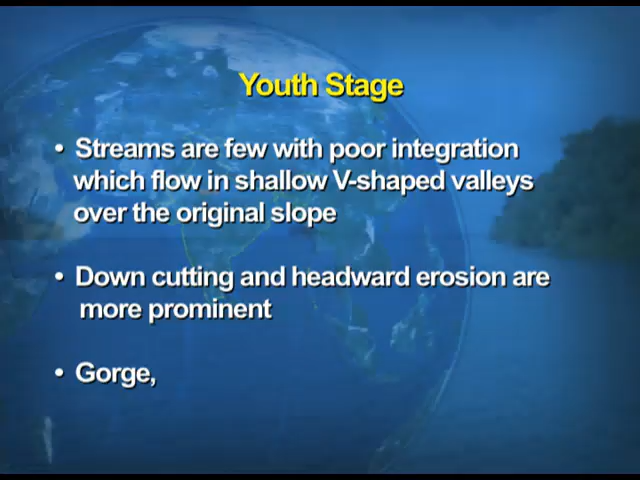 Youth Stage
• Streams are few with poor integration
which flow in shallow V-shaped valleys
over the original slope
• Down cutting and headward erosion are
more prominent
• Gorge,